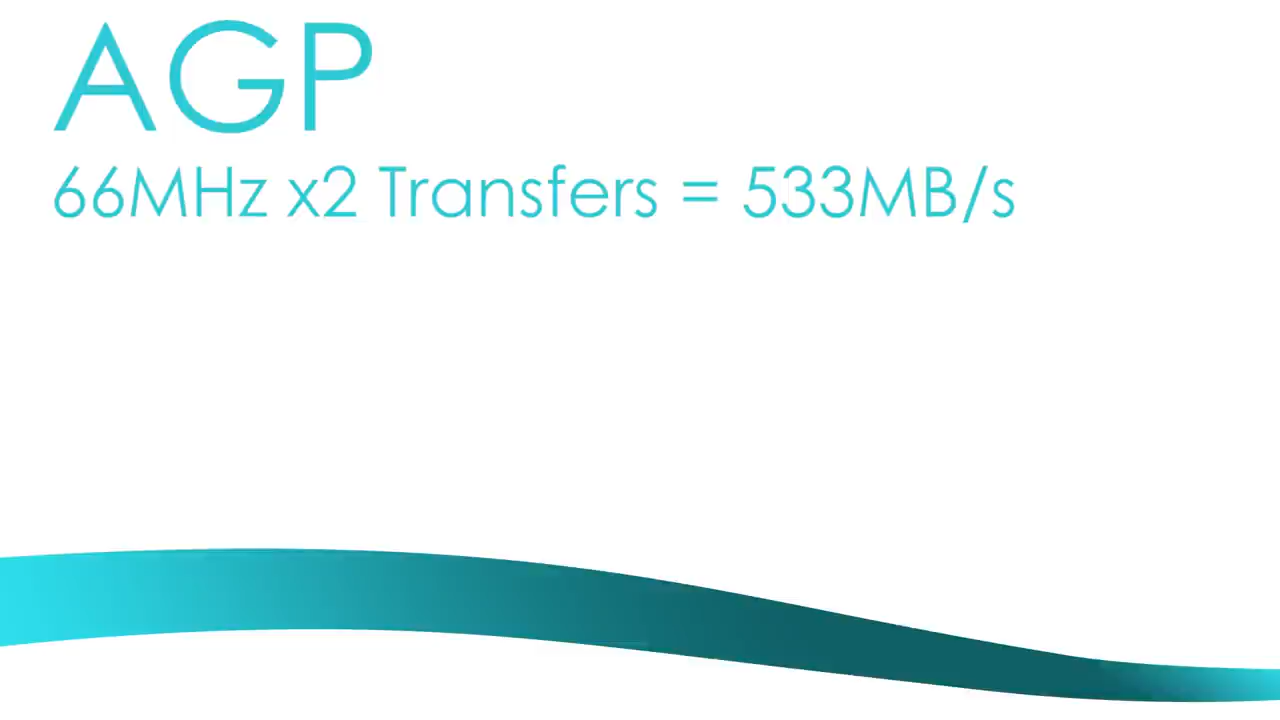 AGP
66MHz x2 Transfers = 533MB/s